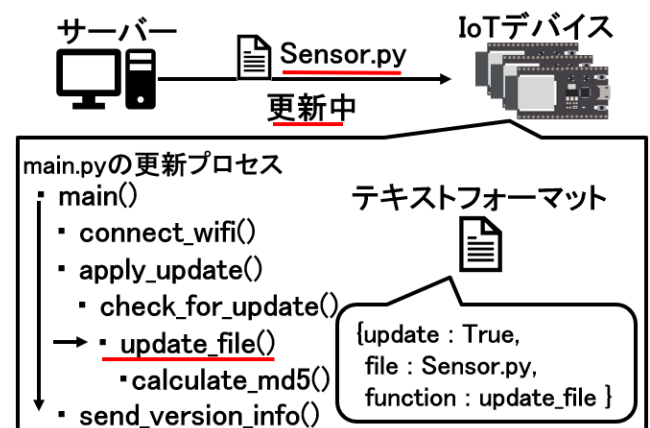 サーバー
IoTデバイス
Sensor.py
更新中
main.pyの更新プロセス
・main()
・connect_wifi()
・apply_update()
・check_for_update()
・update_file()
・calculate_md5()
・send_version_info()
テキストフォーマット
{update : True,
file : Sensor.py,
function : update_file }